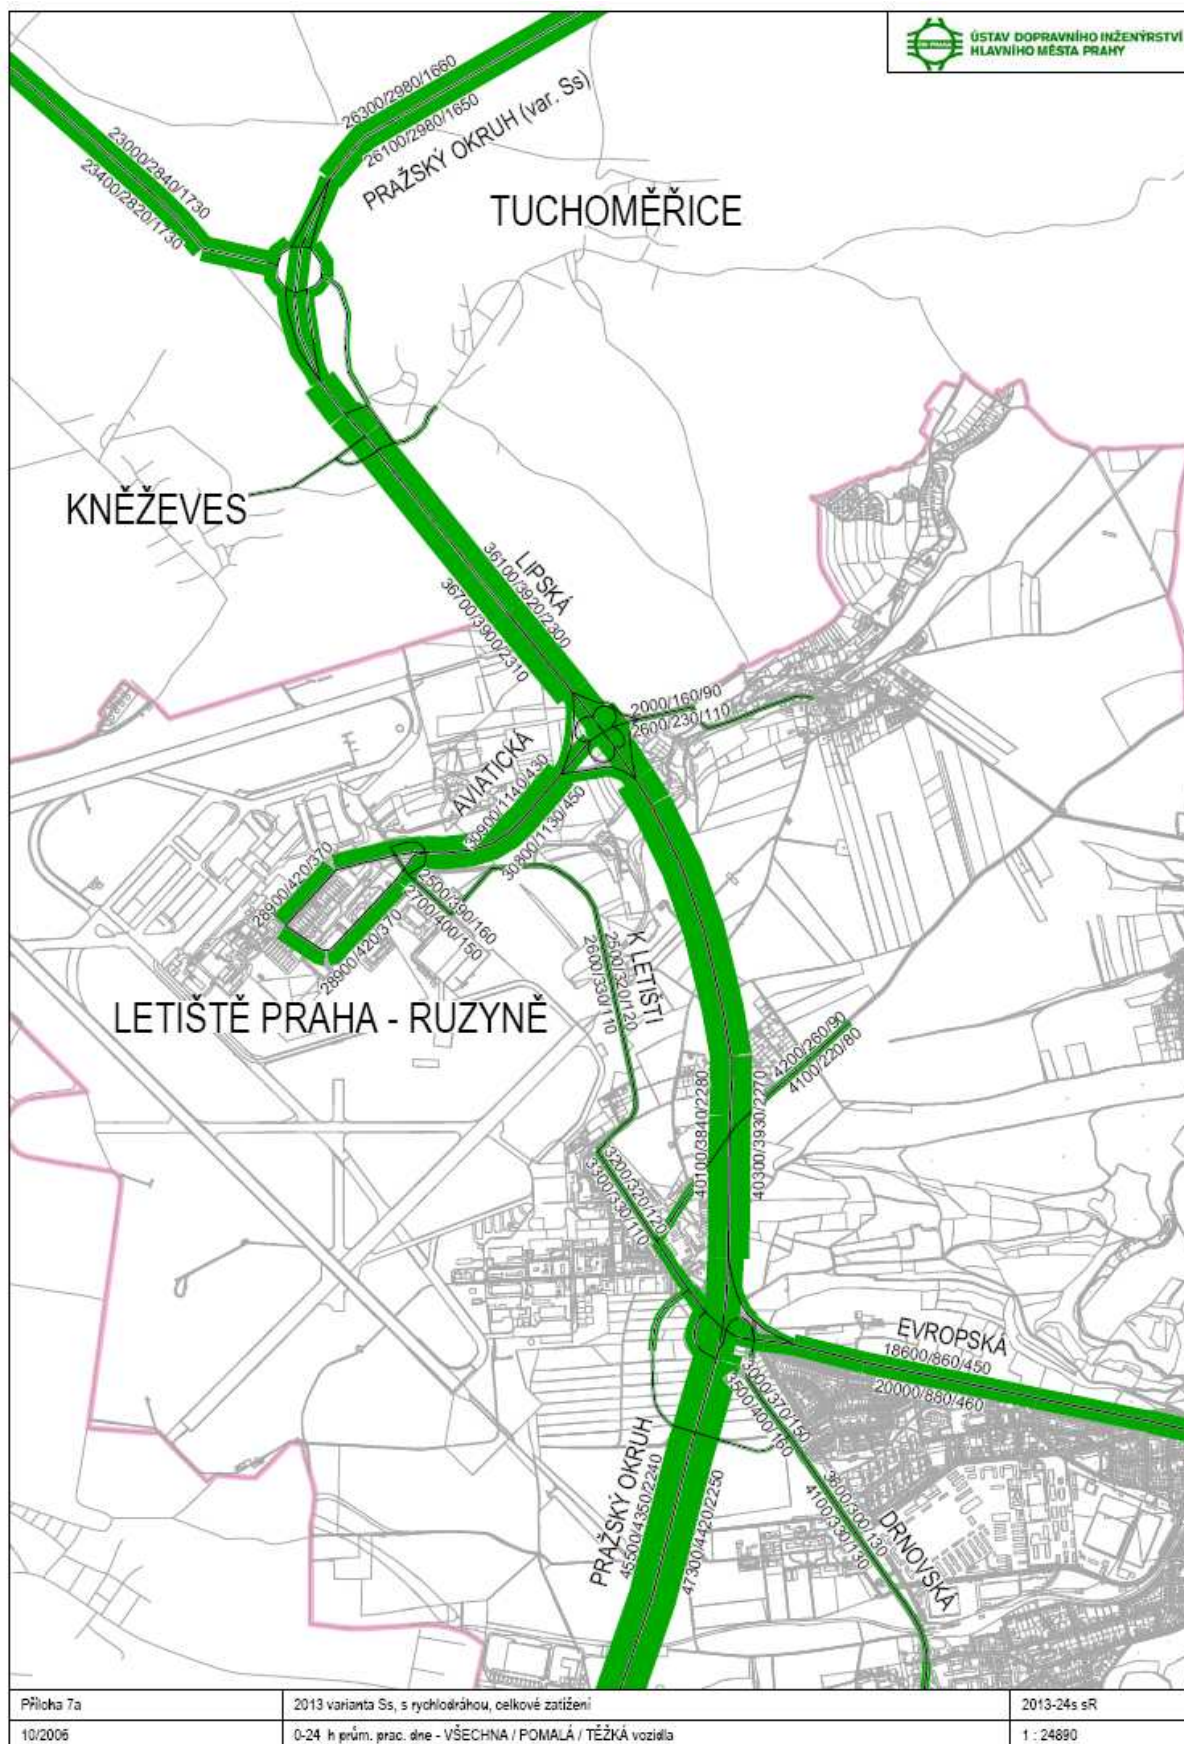 ÚSTAV DOPRAVNÍHO INŽENÝRSTVÍ
HLAVNÍHO MĚSTA PRAHY
26300/2980/1660
26100/2980/1650
PRAŽSKÝ OKRUH (var. Ss)
23000/2840/1730
23400/2820/1730
TUCHOMĚŘICE
KNĚŽEVES
LIPSKÁ
36100/3920/2300
36700/3900/2310
2000/160/90
2600/230/110
AVIATICKÁ
30900/1140/430
30800/1130/450
28900/420/370
28900/420/370
2500/390/160
2700/400/150
LETIŠTĚ PRAHA - RUZYNĚ
K LETIŠTI
2500/320/120
2600/330/110
4200/260/90
4100/220/80
40100/3840/2280
40300/3930/2270
3200/320/120
3300/330/110
EVROPSKÁ
18600/860/450
20000/880/460
3000/370/150
3500/400/160
PRAŽSKÝ OKRUH
45500/4350/2240
47300/4420/2250
3600/300/130
4100/330/130
DRNOVSKÁ
Příloha 7a
2013 varianta Ss, s rychlodráhou, celkové zatížení
2013-24s sR
10/2006
0-24 h prům. prac. dne - VŠECHNA / POMALÁ / TĚŽKÁ vozidla
1 : 24890